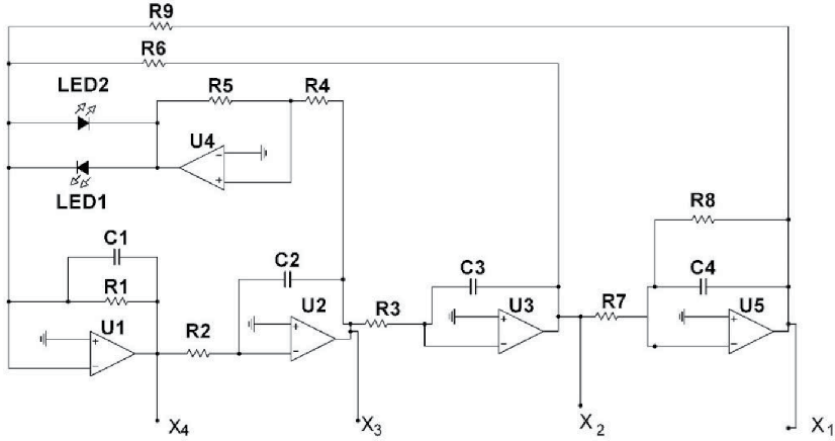 R9
R6
LED2
R5 R4
U4
LED1
R8
C1
C2
C3
C4
R1
U1
U2
R3
U3
R7
U5
R2
+
−
X4
X3
X2
X1